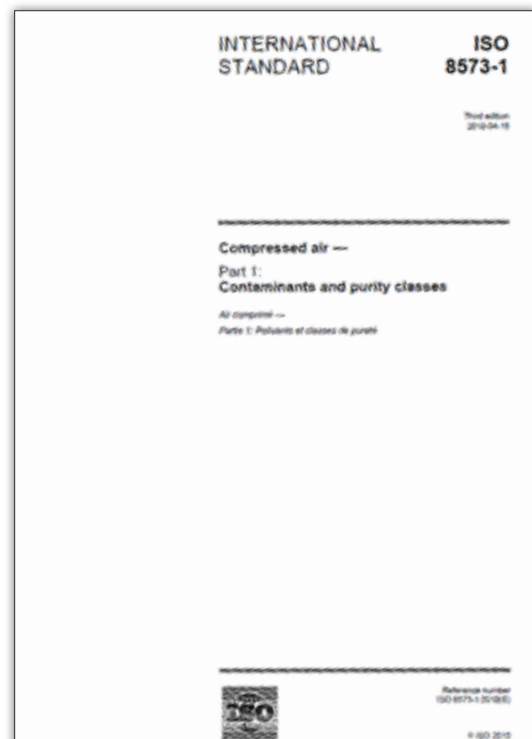 INTERNATIONAL
STANDARD
ISO
8573-1
Third edition
2010-04-15
Compressed air —
Part 1:
Contaminants and purity classes
Air comprimé —
Partie 1: Polluants et classes de pureté
ISO
Reference number
ISO 8573-1:2010(E)
© ISO 2010